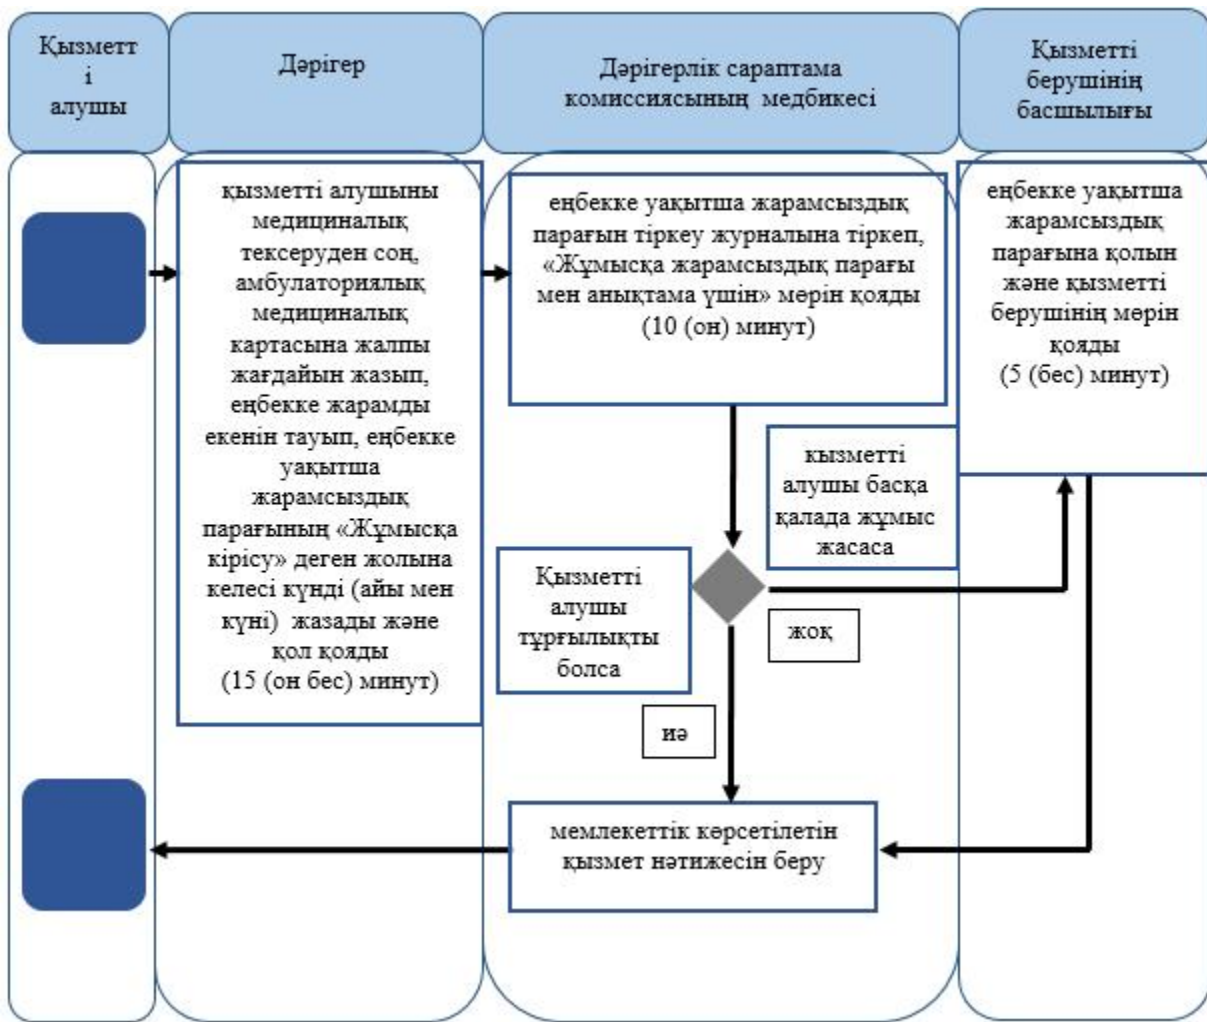 Қызметт
і
алушы
Дәрігер
Дәрігерлік сараптама
комиссиясының медбикесі
Қызметті
берушінің
басшылығы
қызметті алушыны
медициналық
тексеруден соң,
амбулаториялық
медициналық
картасына жалпы
жағдайын жазып,
еңбекке жарамды
екенін тауып, еңбекке
уақытша
жарамсыздық
парағының «Жұмысқа
кірісу» деген жолына
келесі күнді (айы мен
күні) жазады және
қол қояды
(15 (он бес) минут)
еңбекке уақытша жарамсыздық
парағын тіркеу журналына тіркеп,
«Жұмысқа жарамсыздық парағы
мен анықтама үшін» мөрін қояды
(10 (он) минут)
еңбекке уақытша
жарамсыздық
парағына қолын
және қызметті
берушінің мөрін
қояды
(5 (бес) минут)
кызметті
алушы басқа
қалада жұмыс
жасаса
Қызметті
алушы
тұрғылықты
болса
жоқ
иә
мемлекеттік көрсетілетін
қызмет нәтижесін беру